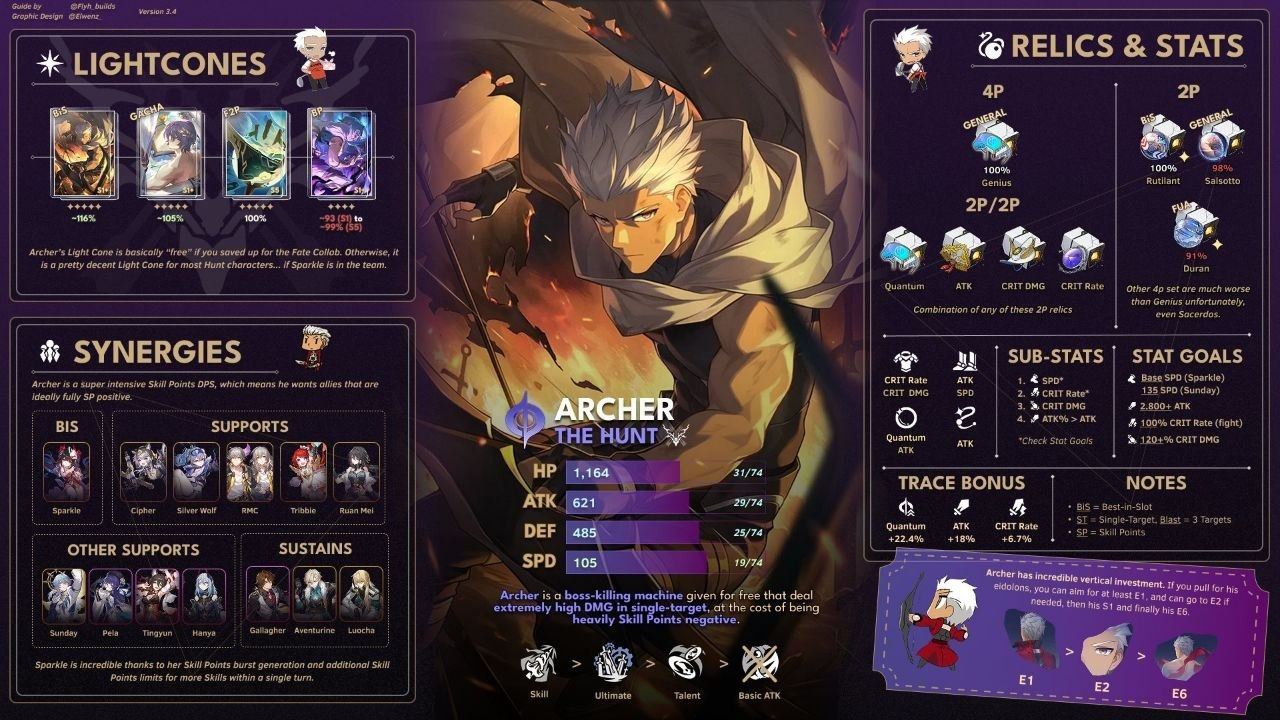 Guide by @Flyh_builds
Graphic Design @Elwenz_
Version 3.4
LIGHTCONES
BiS
GACHA
F2P
BP
S1+
S1+
S5
~116%
~105%
100%
~93 (S1) to
~99% (S5)
Archer's Light Cone is basically "free" if you saved up for the Fate Collab. Otherwise, it
is a pretty decent Light Cone for most Hunt characters... if Sparkle is in the team.
SYNERGIES
Archer is a super intensive Skill Points DPS, which means he wants allies that are
ideally fully SP positive.
BIS
Sparkle
SUPPORTS
Cipher
Silver Wolf
RMC
Tribbie
Ruan Mei
OTHER SUPPORTS
Sunday
Pela
Tingyun
Hanya
SUSTAINS
Gallagher
Aventurine
Luocha
Sparkle is incredible thanks to her Skill Points burst generation and additional Skill
Points limits for more Skills within a single turn.
ARCHER
THE HUNT
HP 1,164 31/74
ATK 621 29/74
DEF 485 25/74
SPD 105 19/74
Archer is a boss-killing machine given for free that deal
extremely high DMG in single-target, at the cost of being
heavily Skill Points negative.
Skill > Ultimate > Talent > Basic ATK
RELICS & STATS
4P
GENERAL
100%
Genius
2P/2P
Quantum
ATK
CRIT DMG
CRIT Rate
Combination of any of these 2P relics
2P
BiS
100%
Rutilant
GENERAL
98%
Salsotto
FUA
91%
Duran
Other 4p set are much worse
than Genius unfortunately,
even Sacerdos.
CRIT Rate
CRIT DMG
ATK
SPD
Quantum
ATK
ATK
SUB-STATS
1. SPD*
2. CRIT Rate*
3. CRIT DMG
4. ATK% > ATK
*Check Stat Goals
STAT GOALS
Base SPD (Sparkle)
135 SPD (Sunday)
2.800+ ATK
100% CRIT Rate (fight)
120+% CRIT DMG
TRACE BONUS
Quantum
+22.4%
ATK
+18%
CRIT Rate
+6.7%
NOTES
• BIS = Best-in-Slot
• ST = Single-Target, Blast = 3 Targets
• SP = Skill Points
Archer has incredible vertical investment. If you pull for his
eidolons, you can aim for at least E1, and can go to E2 if
needed, then his S1 and finally his E6.
E1 > E2 > E6